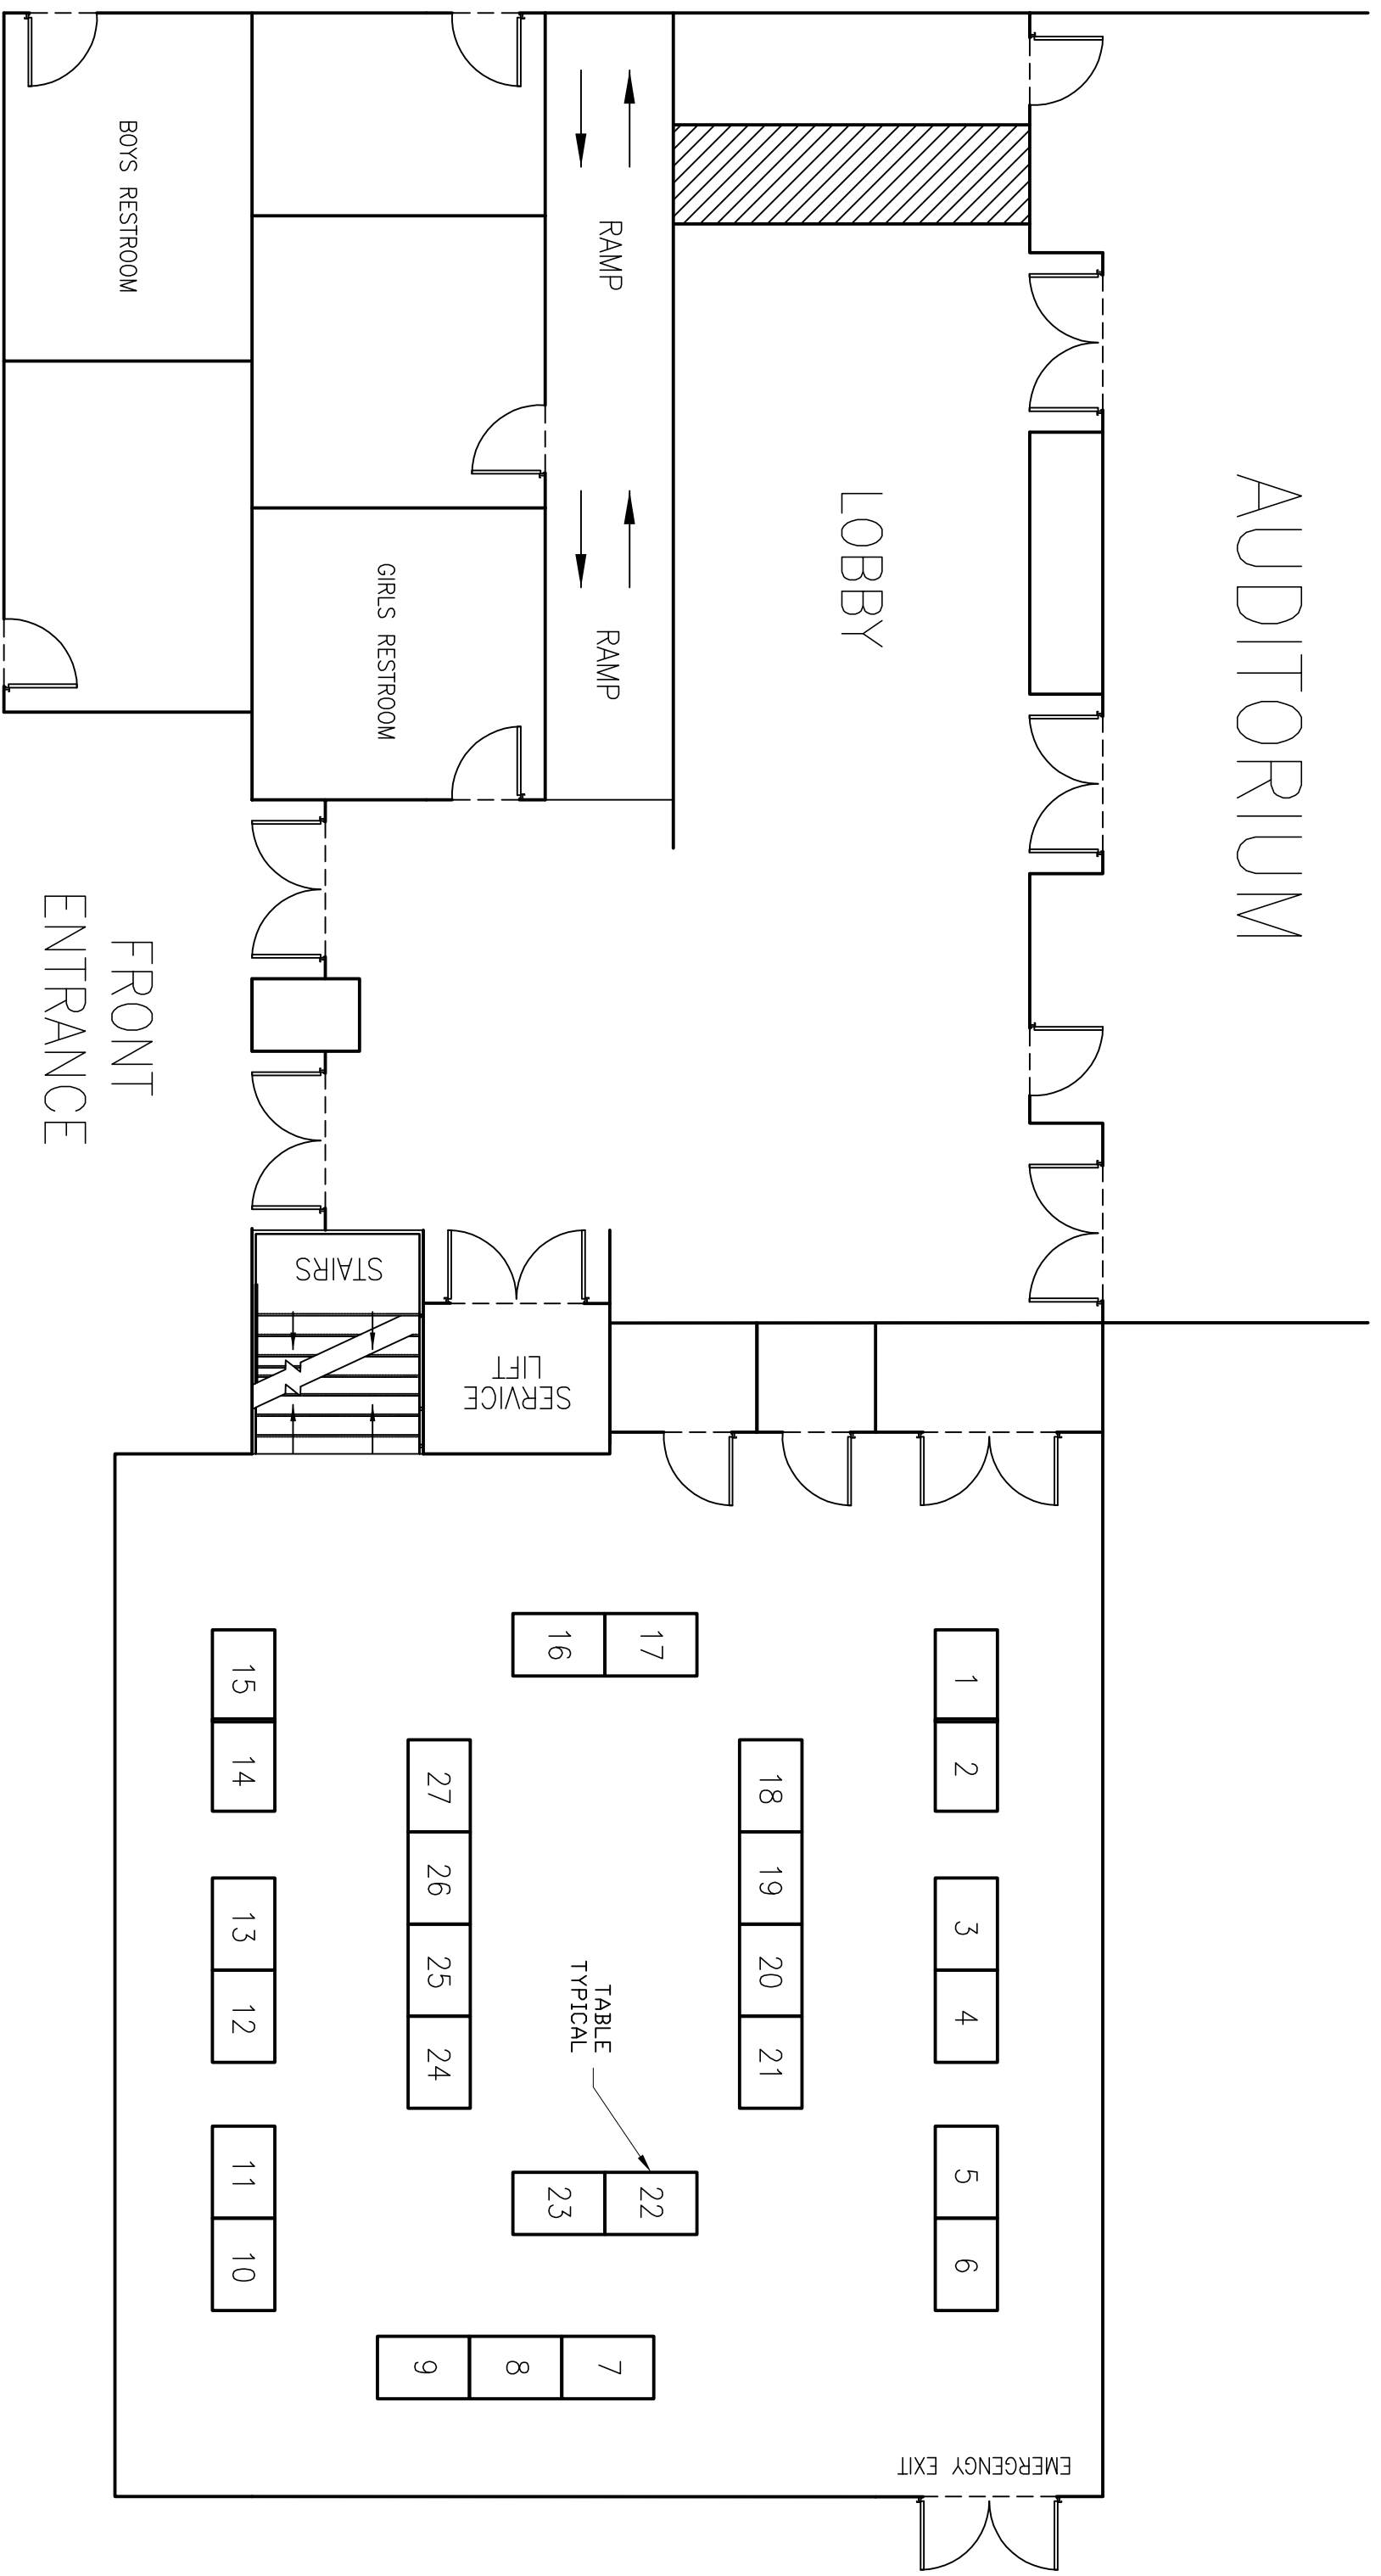 AUDITORIUM
LOBBY
RAMP
RAMP
BOYS RESTROOM
GIRLS RESTROOM
FRONT
ENTRANCE
STAIRS
SERVICE
LIFT
1
2
3
4
5
6
7
8
9
10
11
12
13
14
15
16
17
18
19
20
21
22
23
24
25
26
27
TABLE
TYPICAL
EMERGENCY EXIT